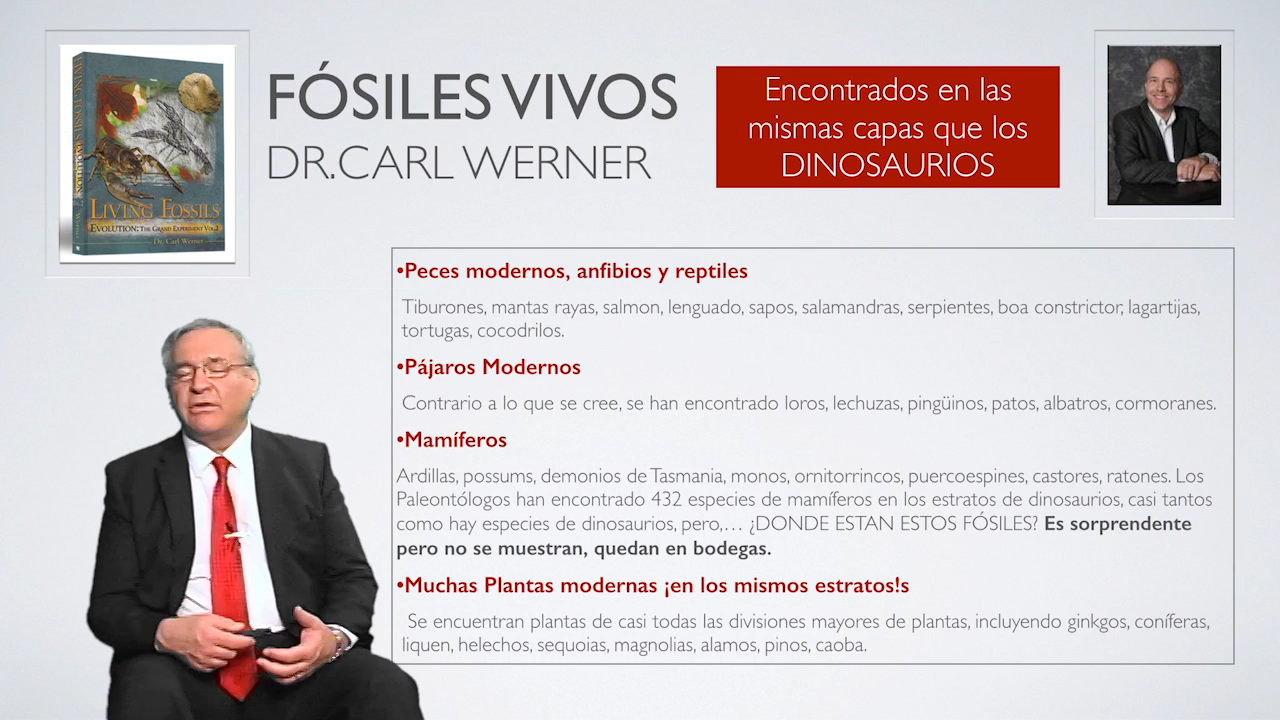 FÓSILES VIVOS
DR. CARL WERNER
Encontrados en las
mismas capas que los
DINOSAURIOS
LIVING FOSSILS
EVOLUTION: THE GRAND EXPERIMENT VOL.2
Dr. Carl Werner
•Peces modernos, anfibios y reptiles
Tiburones, mantas rayas, salmon, lenguado, sapos, salamandras, serpientes, boa constrictor, lagartijas,
tortugas, cocodrilos.
•Pájaros Modernos
Contrario a lo que se cree, se han encontrado loros, lechuzas, pingüinos, patos, albatros, cormoranes.
•Mamíferos
Ardillas, possums, demonios de Tasmania, monos, ornitorrincos, puercoespines, castores, ratones. Los
Paleontólogos han encontrado 432 especies de mamíferos en los estratos de dinosaurios, casi tantos
como hay especies de dinosaurios, pero,… ¿DONDE ESTAN ESTOS FÓSILES? Es sorprendente
pero no se muestran, quedan en bodegas.
•Muchas Plantas modernas ¡en los mismos estratos!s
Se encuentran plantas de casi todas las divisiones mayores de plantas, incluyendo ginkgos, coníferas,
liquen, helechos, sequoias, magnolias, alamos, pinos, caoba.